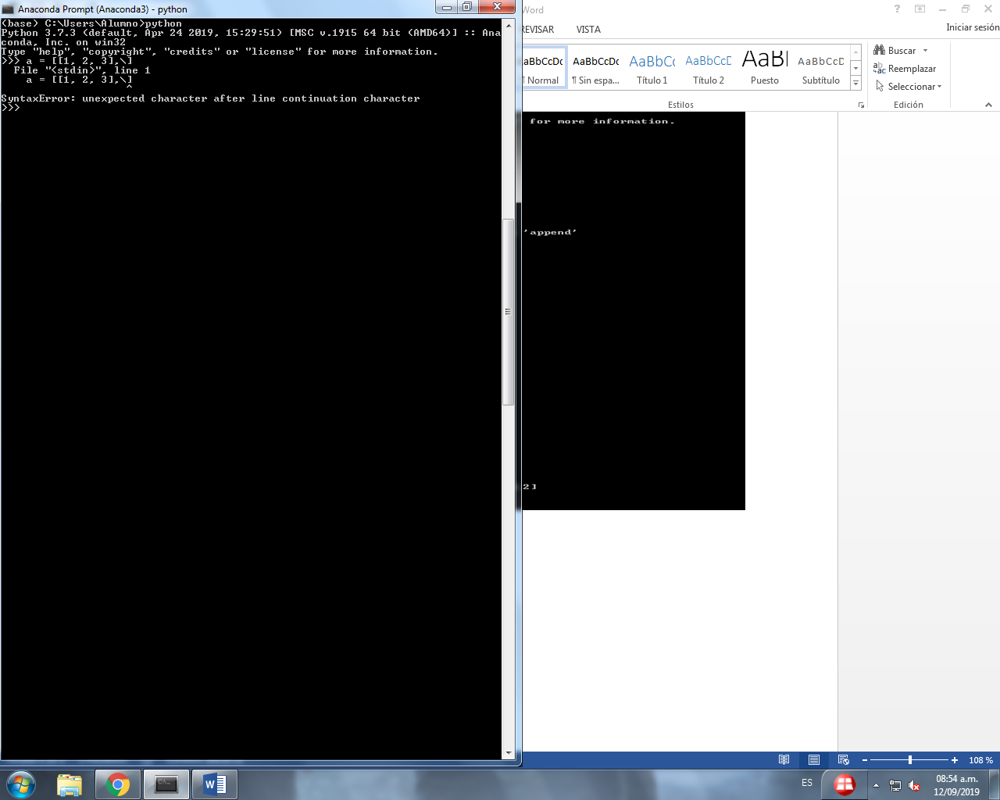 Anaconda Prompt (Anaconda3) - python
(base) C:\Users\Alumno>python
Python 3.7.3 (default, Apr 24 2019, 15:29:51) [MSC v.1915 64 bit (AMD64)] :: Ana
conda, Inc. on win32
Type "help", "copyright", "credits" or "license" for more information.
>>> a = [[1, 2, 3],\]
  File "<stdin>", line 1
    a = [[1, 2, 3],\]
                    ^
SyntaxError: unexpected character after line continuation character
>>>
Word
REVISAR VISTA
Iniciar sesión
AaBbCcDc AaBbCcDc AaBbCc AaBbCcD AaB AaBbCcD
¶ Normal ¶ Sin espa... Título 1 Título 2 Puesto Subtítulo
Estilos
Buscar
Reemplazar
Seleccionar
Edición
for more information.
'append'
2]
108 %
ES
08:54 a.m.
12/09/2019